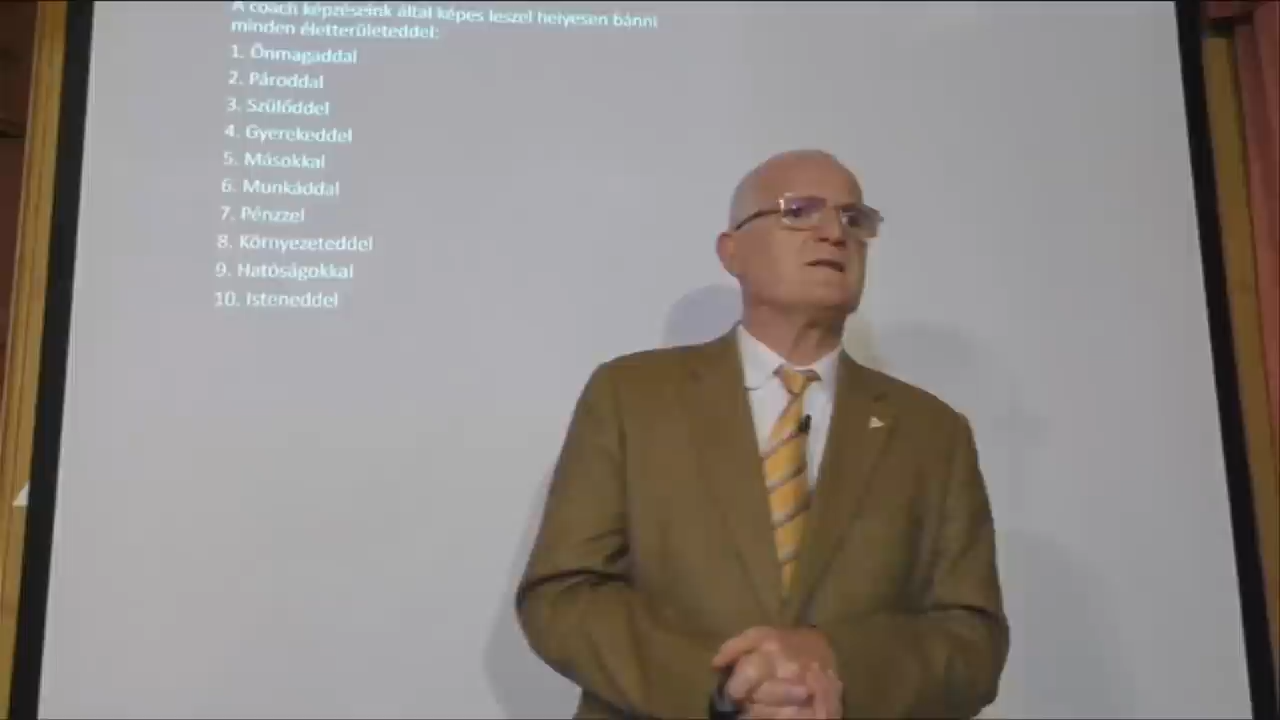 A coach képzéseink által képes leszel helyesen bánni
minden életterületeddel:
1. Önmagaddal
2. Pároddal
3. Szülőddel
4. Gyerekeddel
5. Másokkal
6. Munkáddal
7. Pénzzel
8. Környezeteddel
9. Hatóságokkal
10. Isteneddel